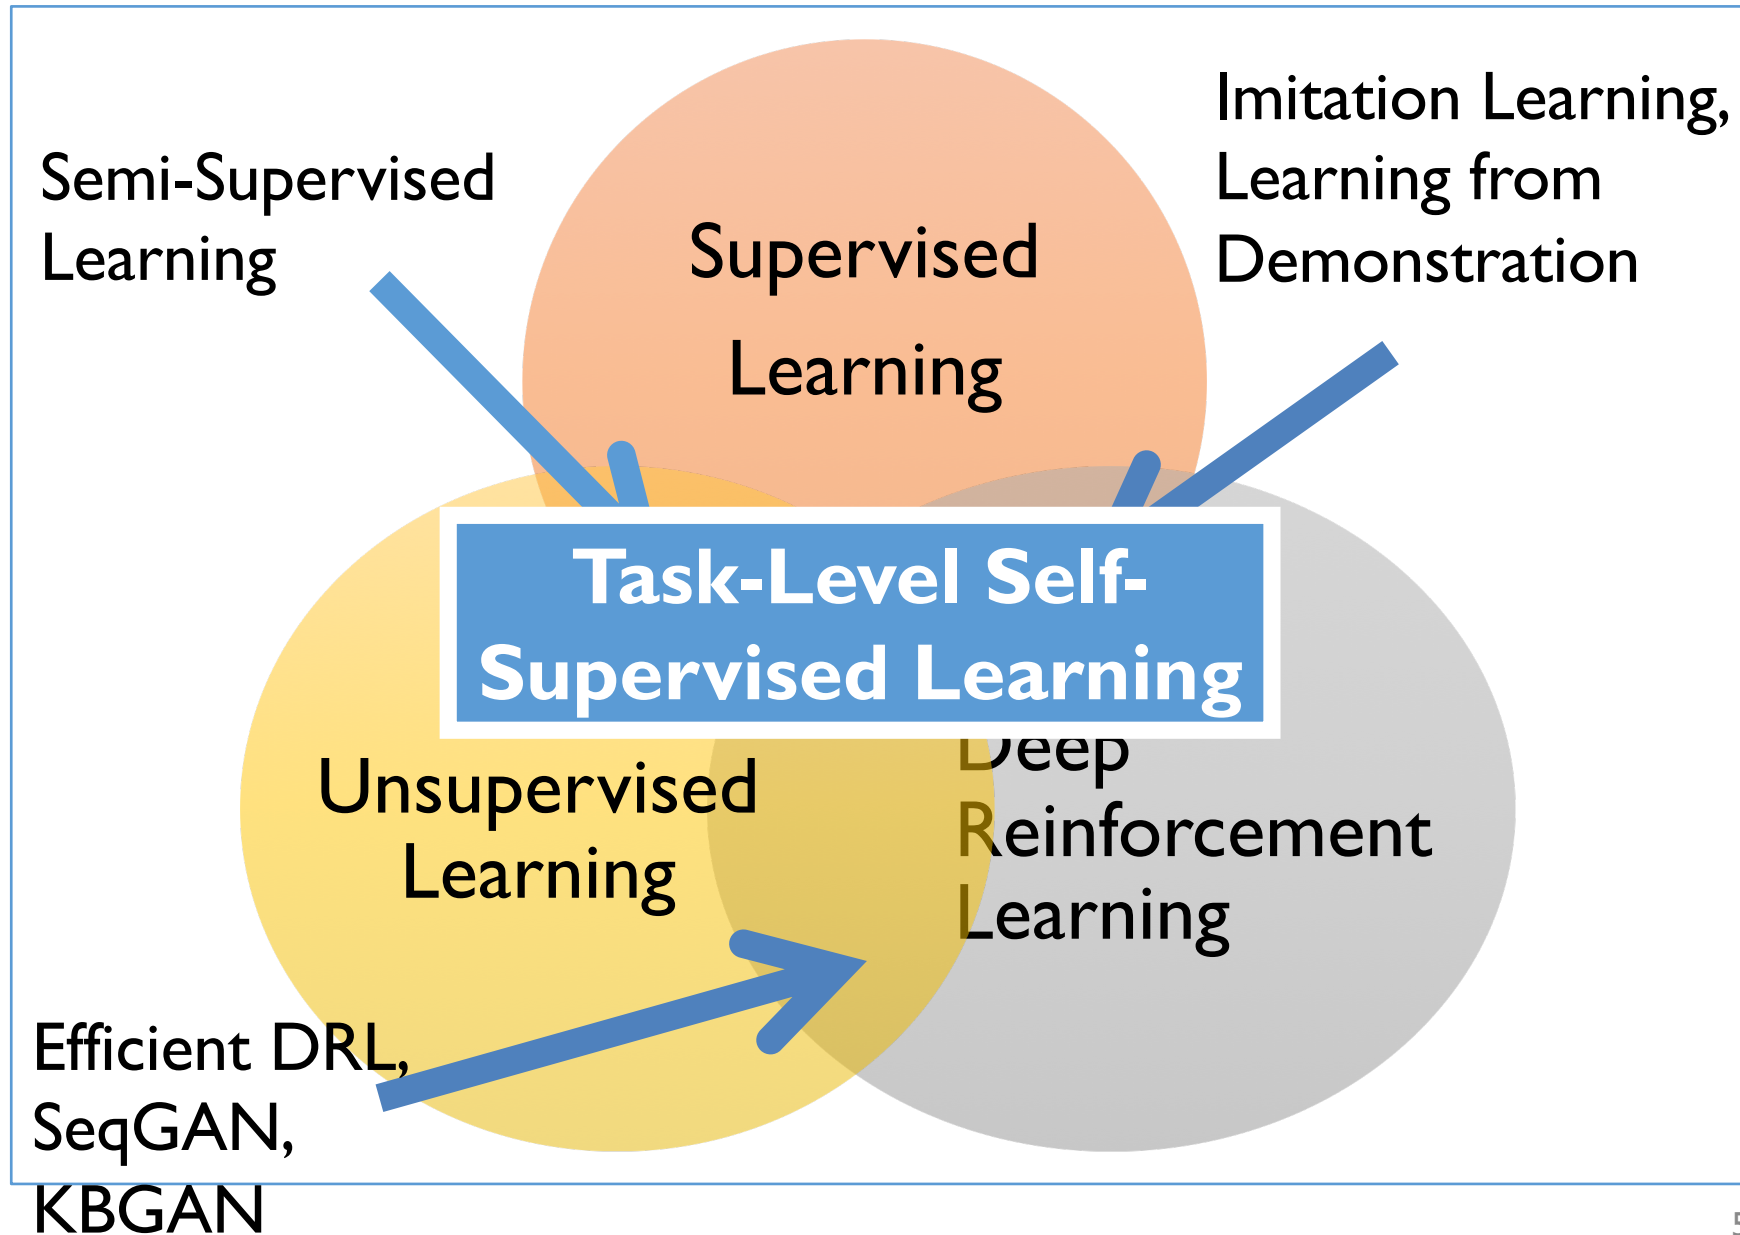 Semi-Supervised
Learning
Supervised
Learning
Imitation Learning,
Learning from
Demonstration
Task-Level Self-
Supervised Learning
Unsupervised
Learning
Deep
Reinforcement
Learning
Efficient DRL,
SeqGAN,
KBGAN